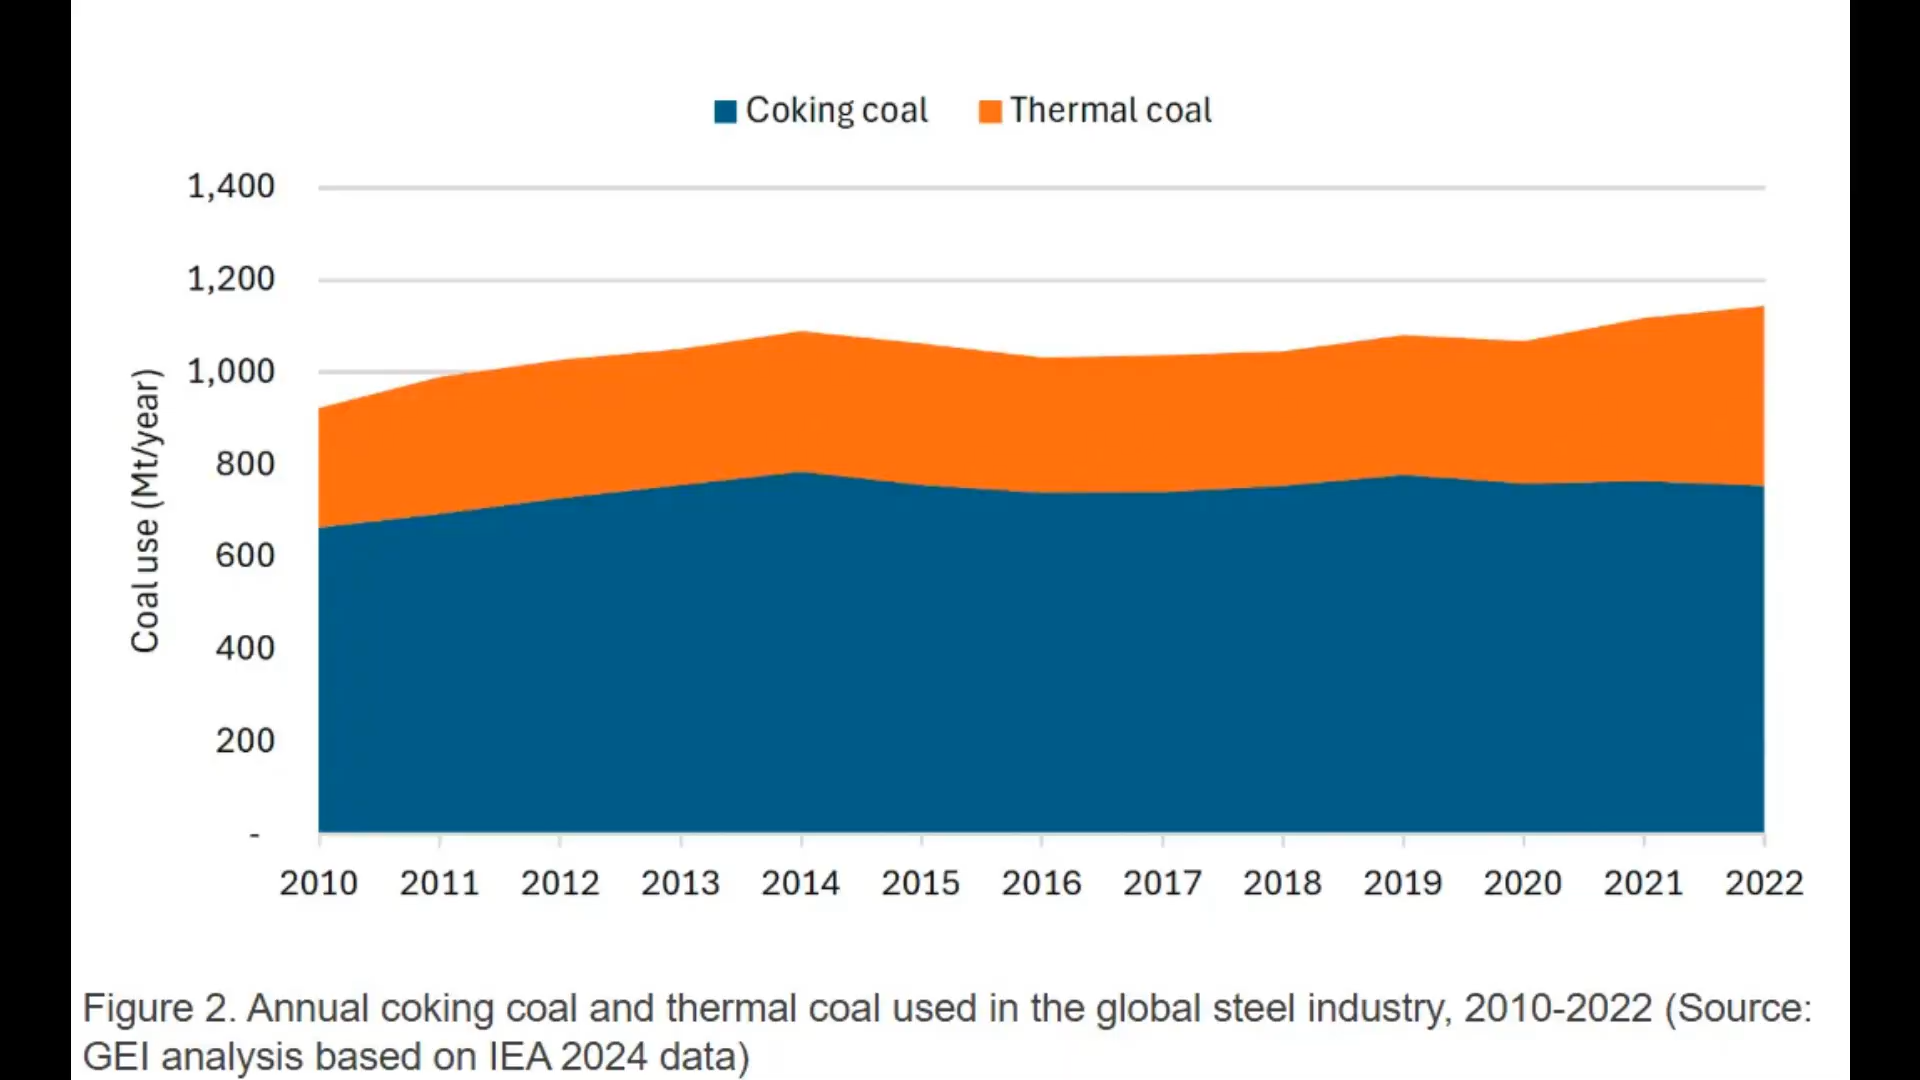 Coking coal Thermal coal
1,400
1,200
1,000
800
600
400
200
-
Coal use (Mt/year)
2010 2011 2012 2013 2014 2015 2016 2017 2018 2019 2020 2021 2022
Figure 2. Annual coking coal and thermal coal used in the global steel industry, 2010-2022 (Source:
GEI analysis based on IEA 2024 data)